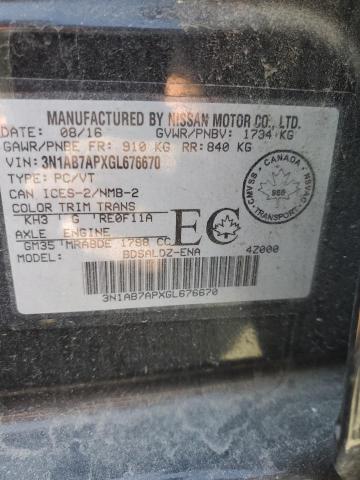 MANUFACTURED BY NISSAN MOTOR CO., LTD.
DATE: 08/16 GVWR/PNBV: 1734 KG
GAWR/PNBE FR: 910 KG RR: 840 KG
VIN: 3N1AB7APXGL676670
TYPE: PC/VT
CAN ICES-2/NMB-2
COLOR TRIM TRANS
KH3 G RE0F11A
AXLE ENGINE
GM35 MRA8DE 1798 CC
MODEL: BDSALDZ-ENA 4Z000
EC
3N1AB7APXGL676670
CANADA
CMVSS NSVAC
TRANSPORT